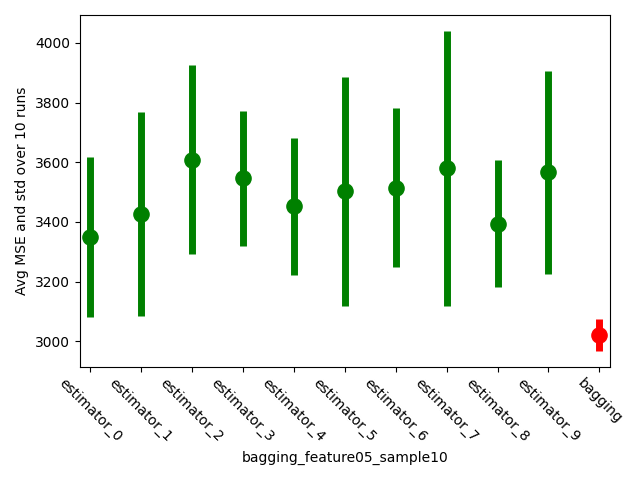 4000
3800
3600
3400
3200
3000
Avg MSE and std over 10 runs
estimator_0
estimator_1
estimator_2
estimator_3
estimator_4
estimator_5
estimator_6
estimator_7
estimator_8
estimator_9
bagging
bagging_feature05_sample10